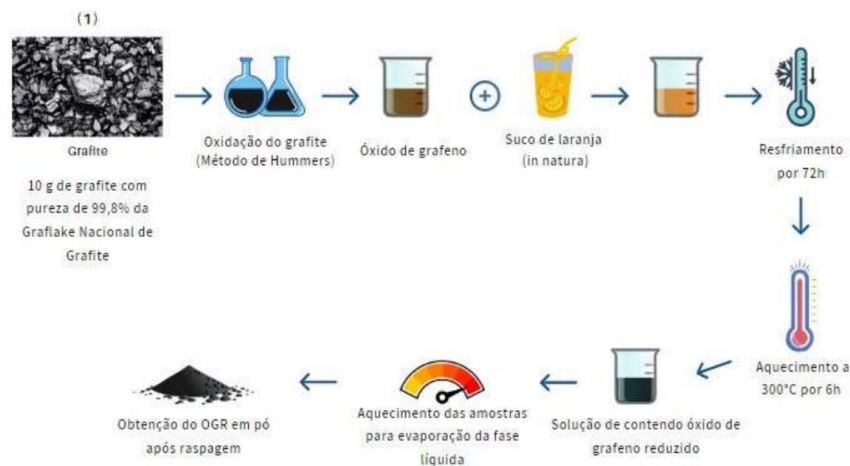 (1)
Grafite
10 g de grafite com
pureza de 99,8% da
Graflake Nacional de
Grafite
Oxidação do grafite
(Método de Hummers)
Óxido de grafeno
Suco de laranja
(in natura)
Resfriamento
por 72h
Aquecimento a
300°C por 6h
Solução de contendo óxido de
grafeno reduzido
Aquecimento das amostras
para evaporação da fase
líquida
Obtenção do OGR em pó
após raspagem